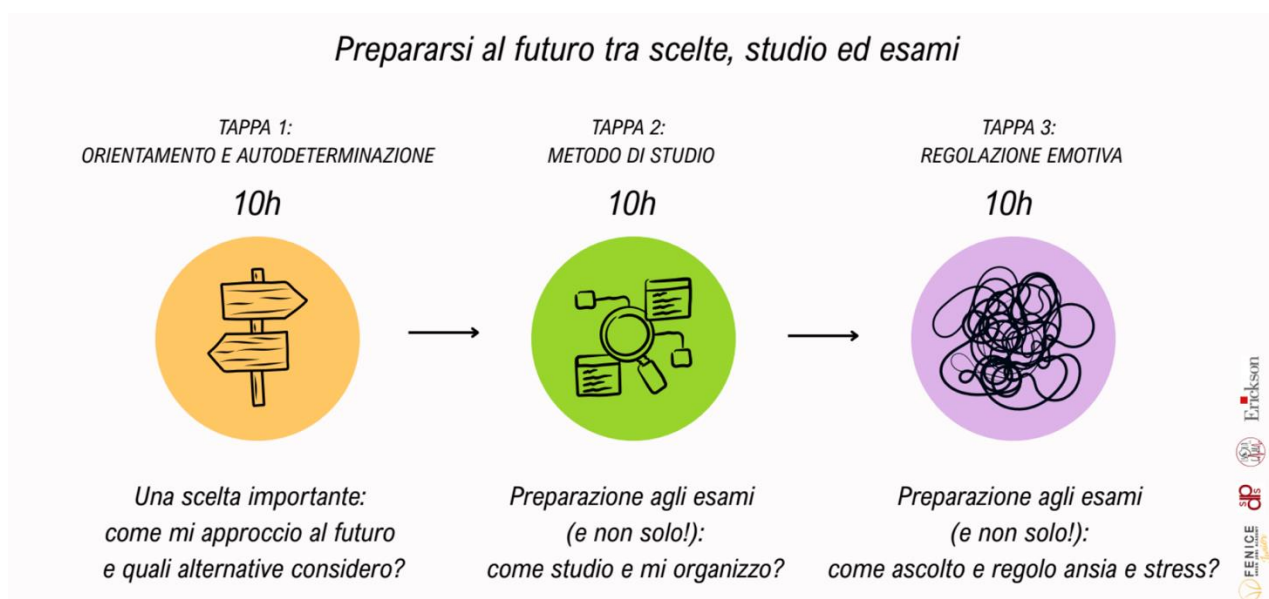 Prepararsi al futuro tra scelte, studio ed esami
TAPPA 1:
ORIENTAMENTO E AUTODETERMINAZIONE
10h
Una scelta importante:
come mi approccio al futuro
e quali alternative considero?
TAPPA 2:
METODO DI STUDIO
10h
Preparazione agli esami
(e non solo!):
come studio e mi organizzo?
TAPPA 3:
REGOLAZIONE EMOTIVA
10h
Preparazione agli esami
(e non solo!):
come ascolto e regolo ansia e stress?
Erickson
FENICE